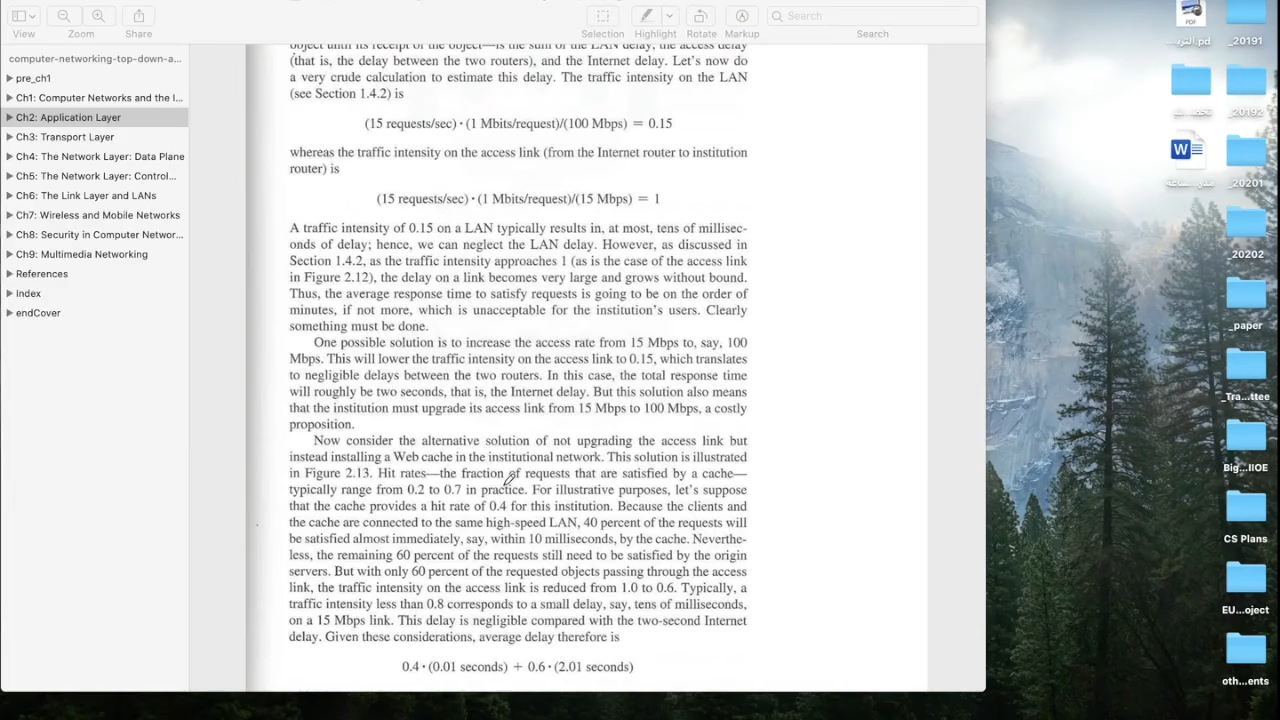 View
Zoom
Share
Selection
Highlight
Rotate
Markup
Search
Search
computer-networking-top-down-a...
pre_ch1
Ch1: Computer Networks and the I...
Ch2: Application Layer
Ch3: Transport Layer
Ch4: The Network Layer: Data Plane
Ch5: The Network Layer: Control...
Ch6: The Link Layer and LANs
Ch7: Wireless and Mobile Networks
Ch8: Security in Computer Networ...
Ch9: Multimedia Networking
References
Index
endCover
object until its receipt of the object—is the sum of the LAN delay, the access delay
(that is, the delay between the two routers), and the Internet delay. Let's now do
a very crude calculation to estimate this delay. The traffic intensity on the LAN
(see Section 1.4.2) is
(15 requests/sec) · (1 Mbits/request)/(100 Mbps) = 0.15
whereas the traffic intensity on the access link (from the Internet router to institution
router) is
(15 requests/sec) · (1 Mbits/request)/(15 Mbps) = 1
A traffic intensity of 0.15 on a LAN typically results in, at most, tens of millisec-
onds of delay; hence, we can neglect the LAN delay. However, as discussed in
Section 1.4.2, as the traffic intensity approaches 1 (as is the case of the access link
in Figure 2.12), the delay on a link becomes very large and grows without bound.
Thus, the average response time to satisfy requests is going to be on the order of
minutes, if not more, which is unacceptable for the institution's users. Clearly
something must be done.
One possible solution is to increase the access rate from 15 Mbps to, say, 100
Mbps. This will lower the traffic intensity on the access link to 0.15, which translates
to negligible delays between the two routers. In this case, the total response time
will roughly be two seconds, that is, the Internet delay. But this solution also means
that the institution must upgrade its access link from 15 Mbps to 100 Mbps, a costly
proposition.
Now consider the alternative solution of not upgrading the access link but
instead installing a Web cache in the institutional network. This solution is illustrated
in Figure 2.13. Hit rates—the fraction of requests that are satisfied by a cache—
typically range from 0.2 to 0.7 in practice. For illustrative purposes, let's suppose
that the cache provides a hit rate of 0.4 for this institution. Because the clients and
the cache are connected to the same high-speed LAN, 40 percent of the requests will
be satisfied almost immediately, say, within 10 milliseconds, by the cache. Neverthe-
less, the remaining 60 percent of the requests still need to be satisfied by the origin
servers. But with only 60 percent of the requested objects passing through the access
link, the traffic intensity on the access link is reduced from 1.0 to 0.6. Typically, a
traffic intensity less than 0.8 corresponds to a small delay, say, tens of milliseconds,
on a 15 Mbps link. This delay is negligible compared with the two-second Internet
delay. Given these considerations, average delay therefore is
0.4 · (0.01 seconds) + 0.6 · (2.01 seconds)
PDF
_20191
_20192
_20201
_20202
_paper
_Tra...ttee
Big...IIOE
CS Plans
EU...oject
oth...ents